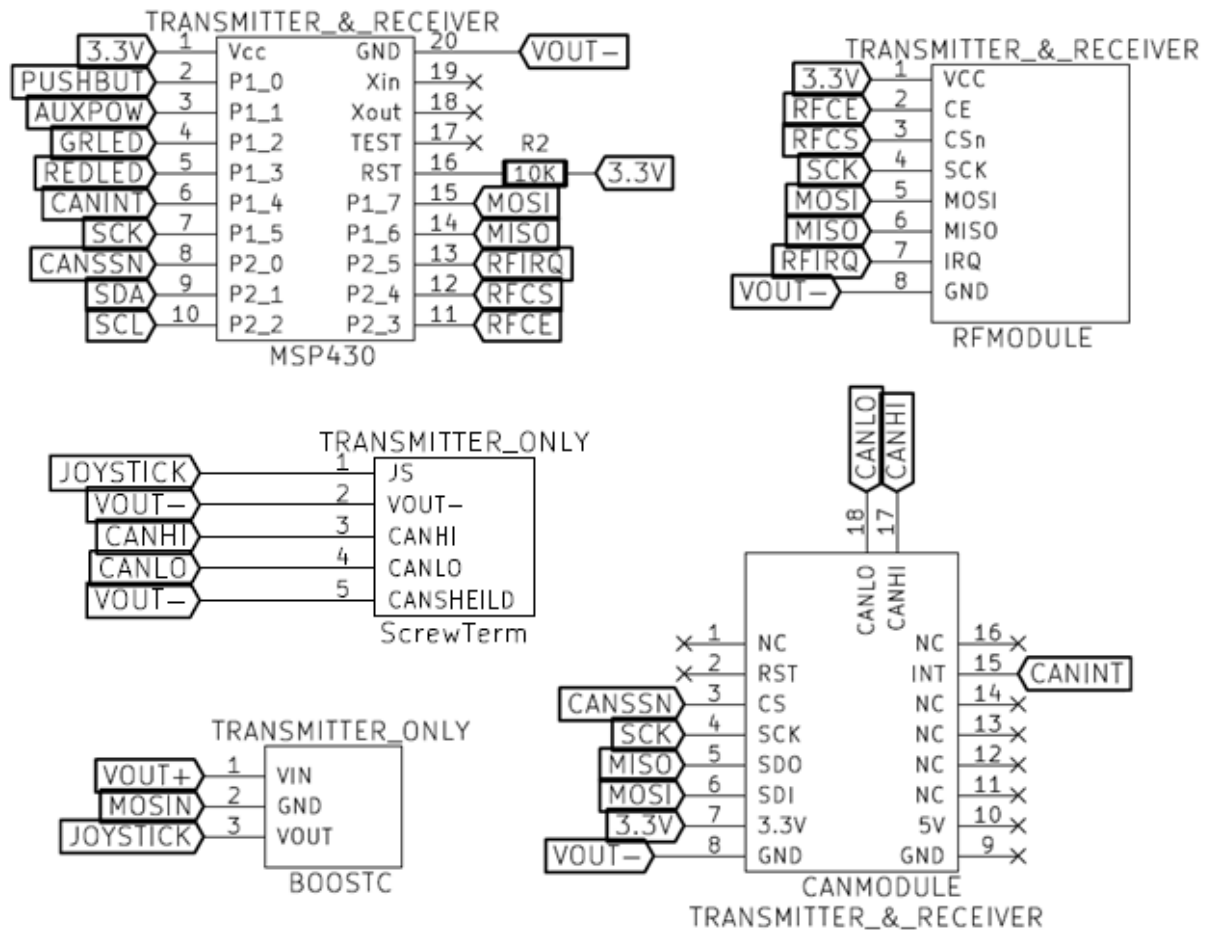 TRANSMITTER_&_RECEIVER
3.3V 1 Vcc GND 20 VOUT-
PUSHBUT 2 P1_0 Xin 19
AUXPOW 3 P1_1 Xout 18
GRLED 4 P1_2 TEST 17
R2
REDLED 5 P1_3 RST 16 10K 3.3V
CANINT 6 P1_4 P1_7 15 MOSI
SCK 7 P1_5 P1_6 14 MISO
CANSSN 8 P2_0 P2_5 13 RFIRQ
SDA 9 P2_1 P2_4 12 RFCS
SCL 10 P2_2 P2_3 11 RFCE
MSP430
TRANSMITTER_&_RECEIVER
3.3V 1 VCC
RFCE 2 CE
RFCS 3 CSn
SCK 4 SCK
MOSI 5 MOSI
MISO 6 MISO
RFIRQ 7 IRQ
VOUT- 8 GND
RFMODULE
TRANSMITTER_ONLY
JOYSTICK 1 JS
VOUT- 2 VOUT-
CANHI 3 CANHI
CANLO 4 CANLO
VOUT- 5 CANSHEILD
ScrewTerm
TRANSMITTER_ONLY
VOUT+ 1 VIN
MOSIN 2 GND
JOYSTICK 3 VOUT
BOOSTC
CANLO 18 CANLO
CANHI 17 CANHI
1 NC NC 16
2 RST INT 15 CANINT
CANSSN 3 CS NC 14
SCK 4 SCK NC 13
MISO 5 SDO NC 12
MOSI 6 SDI NC 11
3.3V 7 3.3V 5V 10
VOUT- 8 GND GND 9
CANMODULE
TRANSMITTER_&_RECEIVER